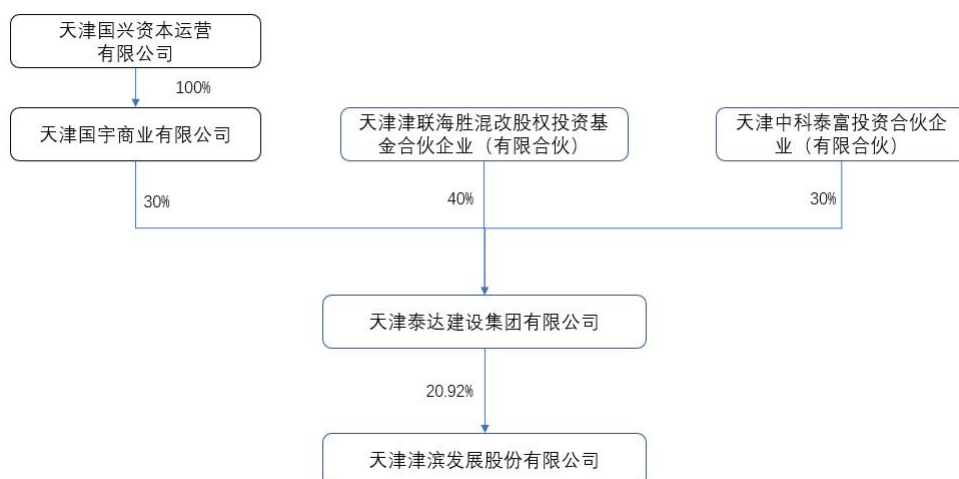 天津国兴资本运营
有限公司
100%
天津国宇商业有限公司
天津津联海胜混改股权投资基
金合伙企业（有限合伙）
天津中科泰富投资合伙企
业（有限合伙）
30%
40%
30%
天津泰达建设集团有限公司
20.92%
天津津滨发展股份有限公司